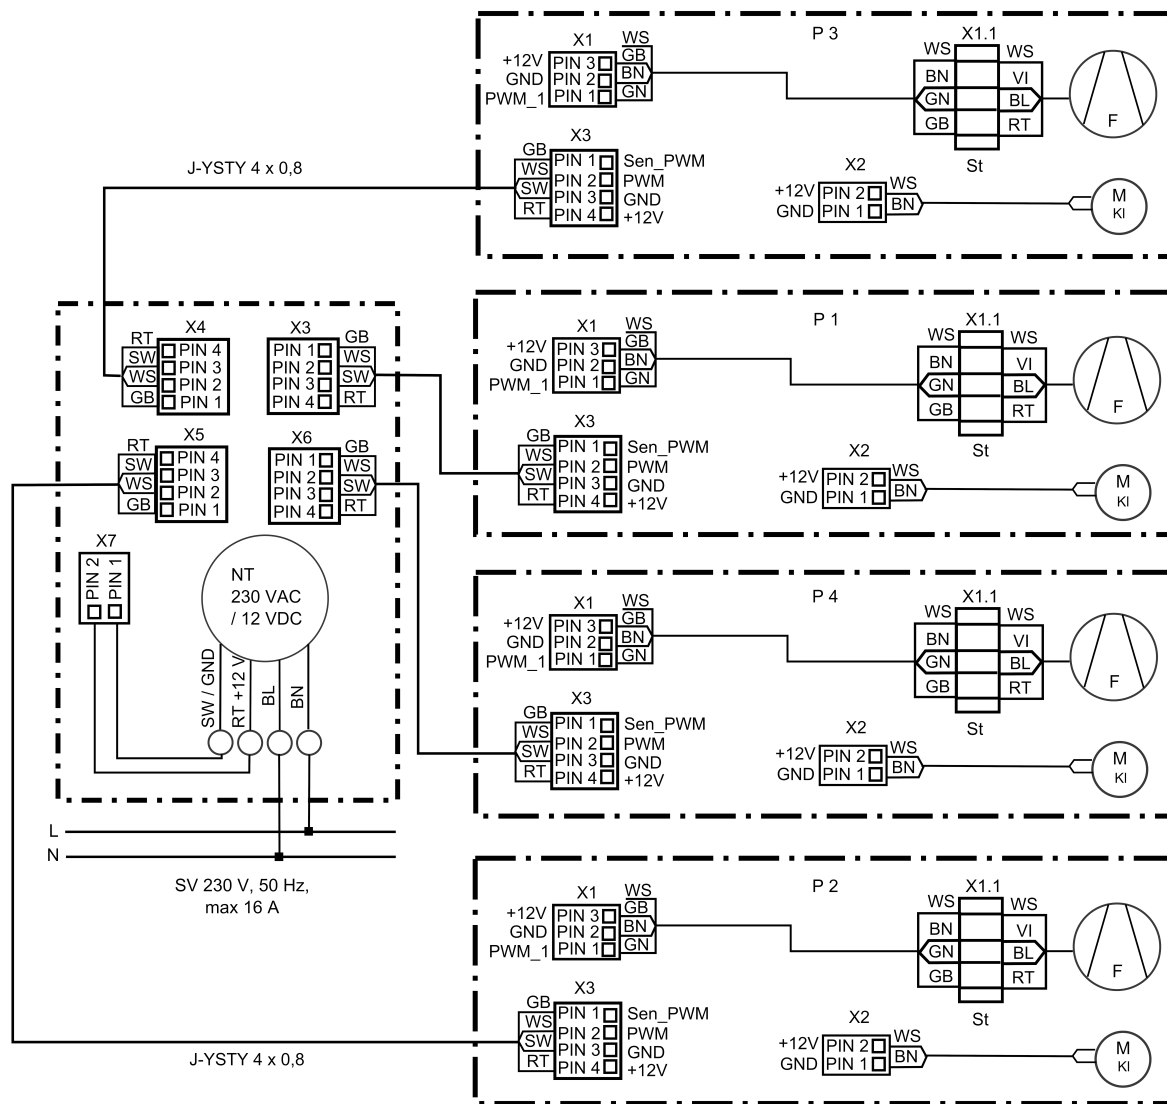 P 3
X1
WS
+12V PIN 3 GB
GND PIN 2 BN
PWM_1 PIN 1 GN
X1.1
WS WS
BN VI
GN BL
GB RT
St
F
X3
GB PIN 1 Sen_PWM
WS PIN 2 PWM
SW PIN 3 GND
RT PIN 4 +12V
X2
+12V PIN 2 WS
GND PIN 1 BN
M
KI
J-YSTY 4 x 0,8
X4
RT PIN 4
SW PIN 3
WS PIN 2
GB PIN 1
X3
PIN 1 GB
PIN 2 WS
PIN 3 SW
PIN 4 RT
X5
RT PIN 4
SW PIN 3
WS PIN 2
GB PIN 1
X6
PIN 1 GB
PIN 2 WS
PIN 3 SW
PIN 4 RT
X7
PIN 2
PIN 1
NT
230 VAC
/ 12 VDC
SW / GND
RT +12 V
BL
BN
L
N
SV 230 V, 50 Hz,
max 16 A
P 1
X1
WS
+12V PIN 3 GB
GND PIN 2 BN
PWM_1 PIN 1 GN
X1.1
WS WS
BN VI
GN BL
GB RT
St
F
X3
GB PIN 1 Sen_PWM
WS PIN 2 PWM
SW PIN 3 GND
RT PIN 4 +12V
X2
+12V PIN 2 WS
GND PIN 1 BN
M
KI
P 4
X1
WS
+12V PIN 3 GB
GND PIN 2 BN
PWM_1 PIN 1 GN
X1.1
WS WS
BN VI
GN BL
GB RT
St
F
X3
GB PIN 1 Sen_PWM
WS PIN 2 PWM
SW PIN 3 GND
RT PIN 4 +12V
X2
+12V PIN 2 WS
GND PIN 1 BN
M
KI
P 2
X1
WS
+12V PIN 3 GB
GND PIN 2 BN
PWM_1 PIN 1 GN
X1.1
WS WS
BN VI
GN BL
GB RT
St
F
X3
GB PIN 1 Sen_PWM
WS PIN 2 PWM
SW PIN 3 GND
RT PIN 4 +12V
X2
+12V PIN 2 WS
GND PIN 1 BN
M
KI
J-YSTY 4 x 0,8